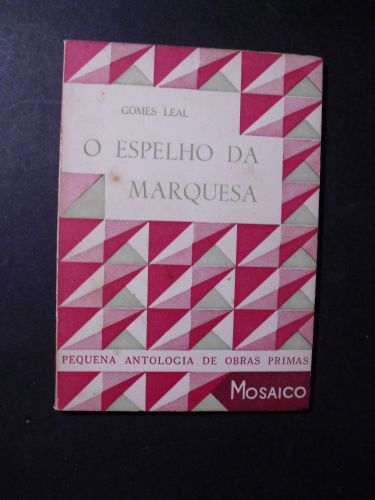 GOMES LEAL
O ESPELHO DA
MARQUESA
PEQUENA ANTOLOGIA DE OBRAS PRIMAS
MOSAICO